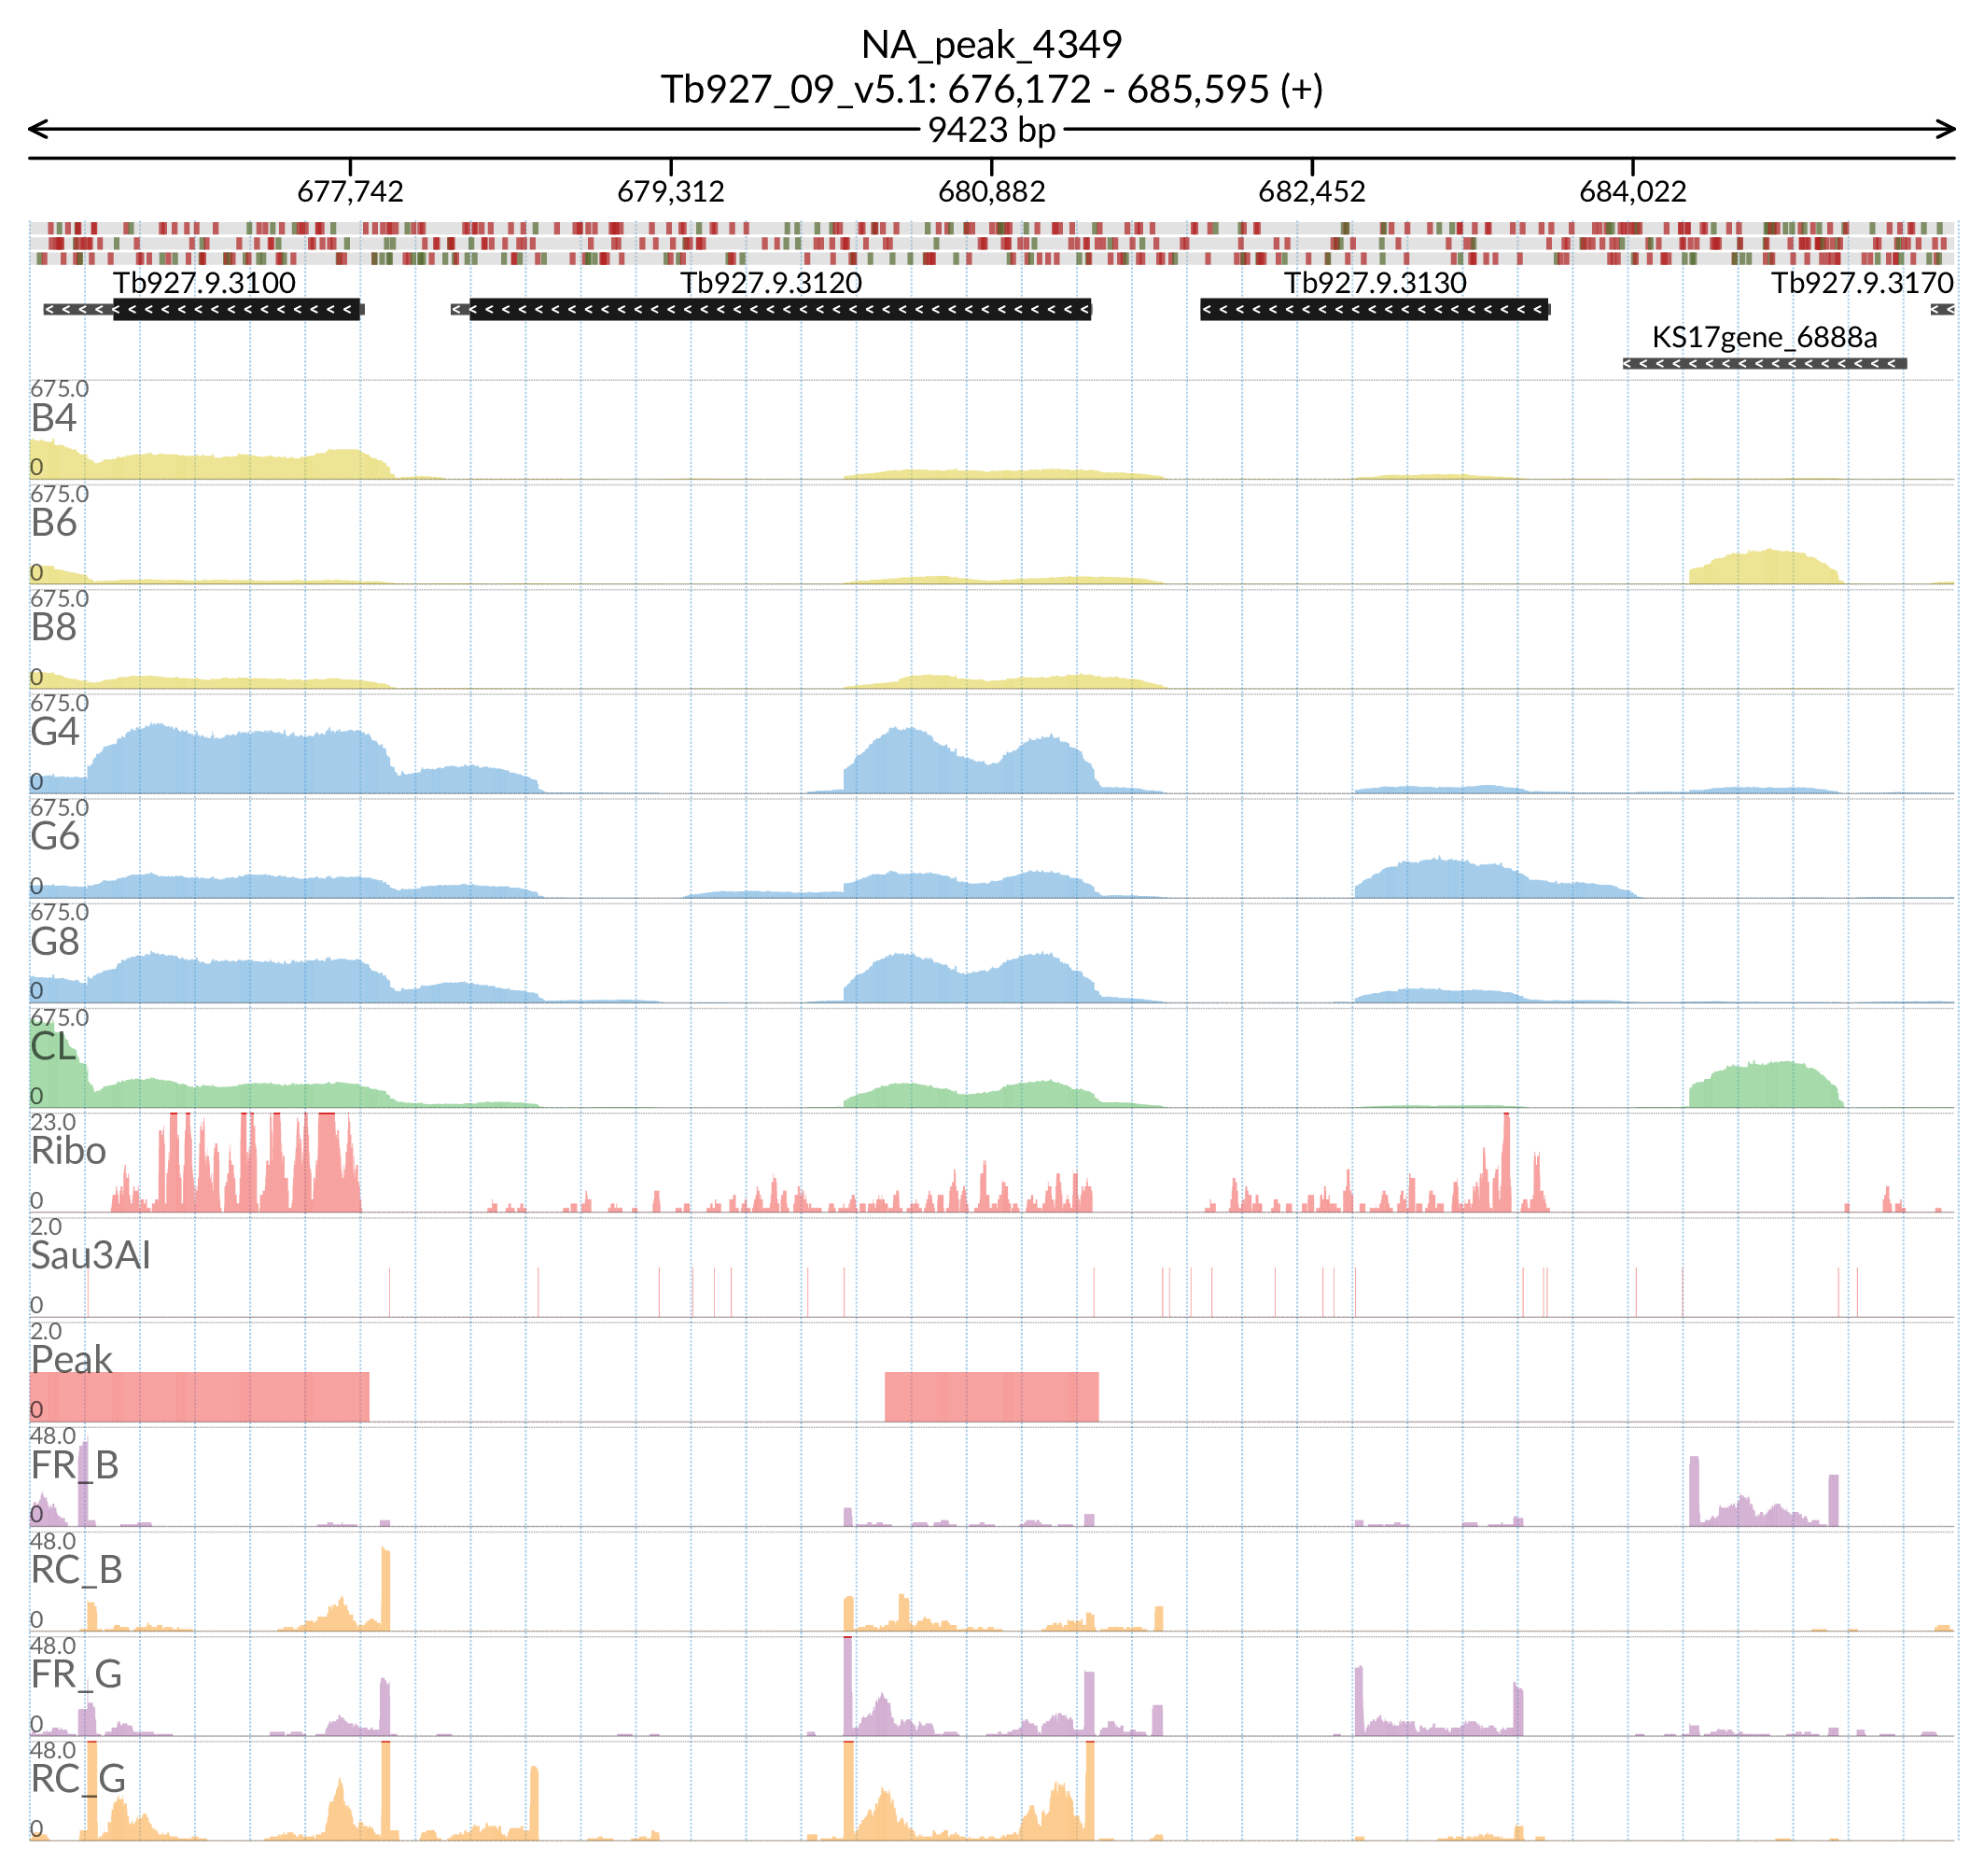 NA_peak_4349
Tb927_09_v5.1: 676,172 - 685,595 (+)
9423 bp
677,742 679,312 680,882 682,452 684,022
Tb927.9.3100 Tb927.9.3120 Tb927.9.3130 Tb927.9.3170
KS17gene_6888a
675.0
B4
0
675.0
B6
0
675.0
B8
0
675.0
G4
0
675.0
G6
0
675.0
G8
0
675.0
CL
0
23.0
Ribo
0
2.0
Sau3AI
0
2.0
Peak
0
48.0
FR_B
0
48.0
RC_B
0
48.0
FR_G
0
48.0
RC_G
0